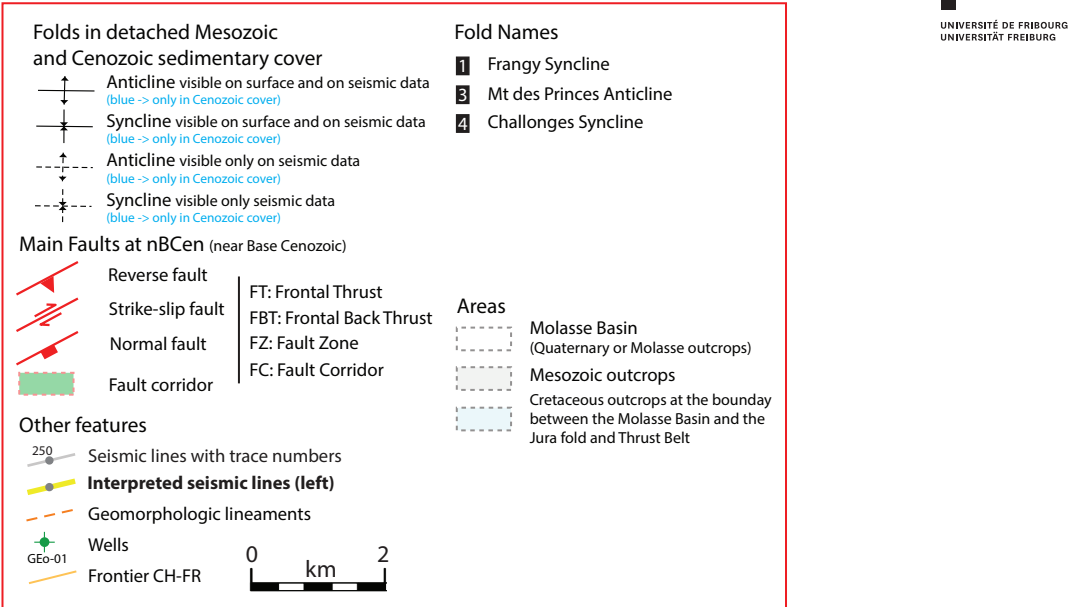 UNIVERSITÉ DE FRIBOURG
UNIVERSITÄT FREIBURG
Folds in detached Mesozoic
and Cenozoic sedimentary cover
Anticline visible on surface and on seismic data
(blue -> only in Cenozoic cover)
Syncline visible on surface and on seismic data
(blue -> only in Cenozoic cover)
Anticline visible only on seismic data
(blue -> only in Cenozoic cover)
Syncline visible only seismic data
(blue -> only in Cenozoic cover)
Fold Names
1 Frangy Syncline
3 Mt des Princes Anticline
4 Challonges Syncline
Main Faults at nBCen (near Base Cenozoic)
Reverse fault
Strike-slip fault
Normal fault
Fault corridor
FT: Frontal Thrust
FBT: Frontal Back Thrust
FZ: Fault Zone
FC: Fault Corridor
Areas
Molasse Basin
(Quaternary or Molasse outcrops)
Mesozoic outcrops
Cretaceous outcrops at the bounday
between the Molasse Basin and the
Jura fold and Thrust Belt
Other features
250 Seismic lines with trace numbers
Interpreted seismic lines (left)
Geomorphologic lineaments
Wells
GEo-01
Frontier CH-FR
0 2
km